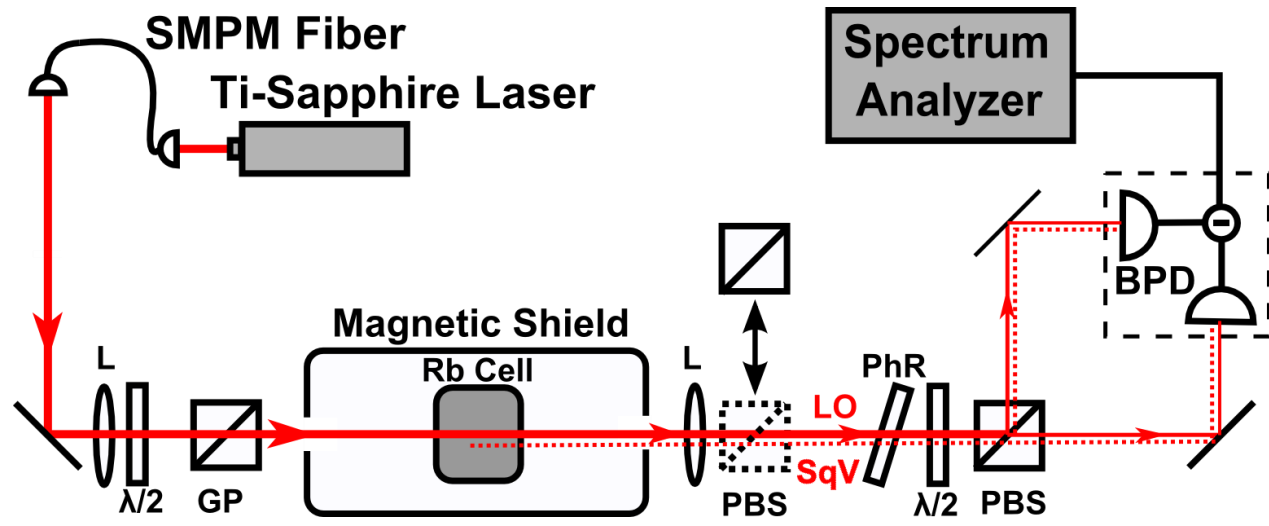 SMPM Fiber
Ti-Sapphire Laser
Spectrum
Analyzer
BPD
Magnetic Shield
Rb Cell
L
λ/2
GP
L
PBS
LO
SqV
PhR
λ/2
PBS